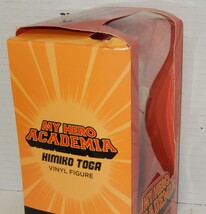 MY HERO
ACADEMIA
HIMIKO TOGA
VINYL FIGURE